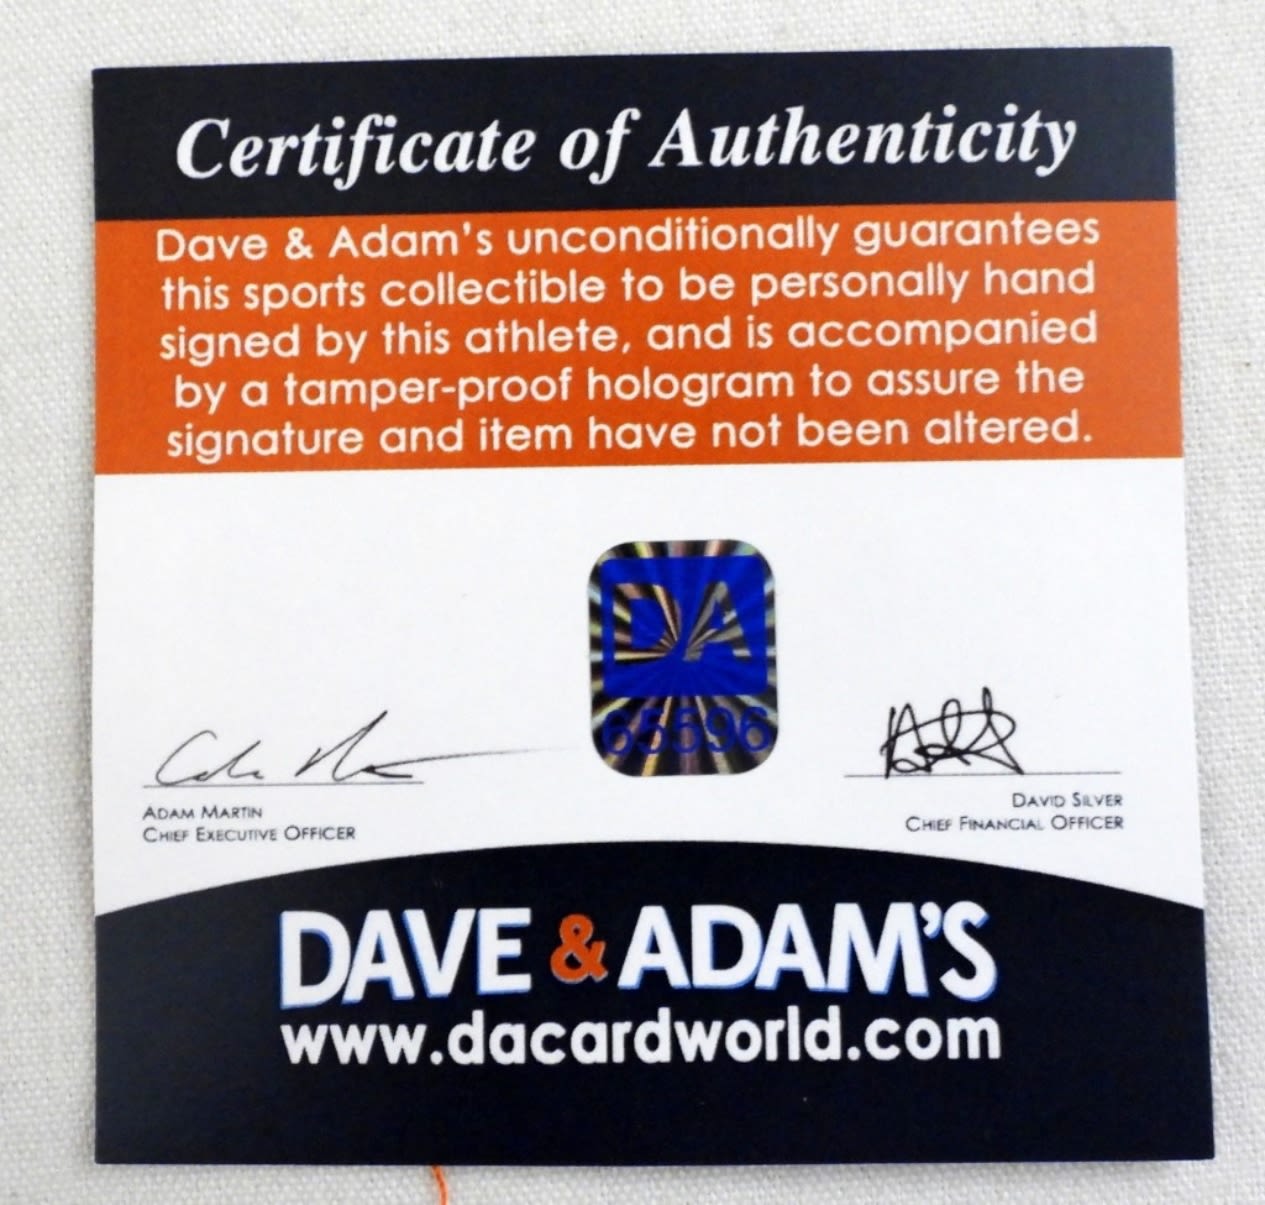 Certificate of Authenticity
Dave & Adam's unconditionally guarantees
this sports collectible to be personally hand
signed by this athlete, and is accompanied
by a tamper-proof hologram to assure the
signature and item have not been altered.
DA
65596
ADAM MARTIN
CHIEF EXECUTIVE OFFICER
DAVID SILVER
CHIEF FINANCIAL OFFICER
DAVE & ADAM'S
www.dacardworld.com